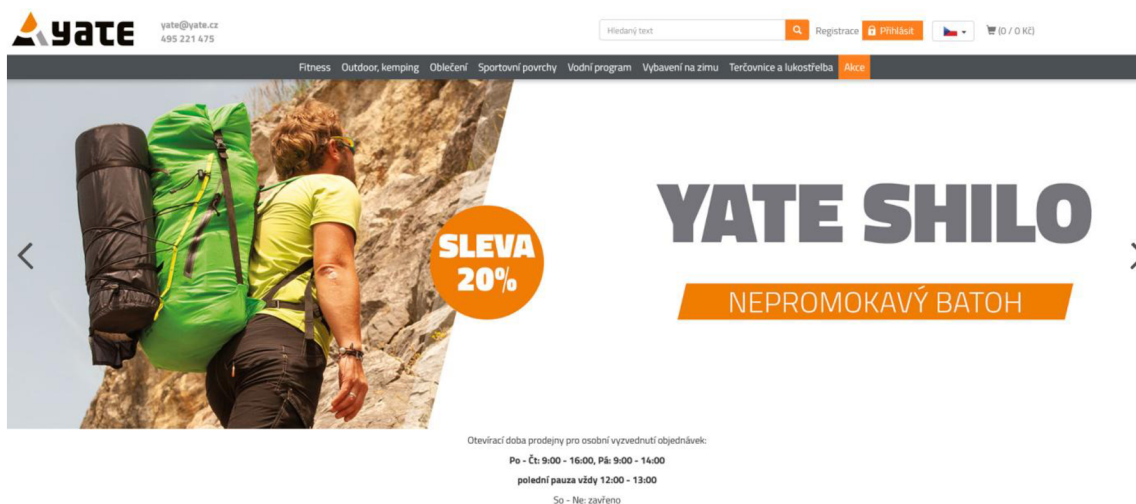 yate
yate@yate.cz
495 221 475
Hledaný text
Registrace
Přihlásit
(0 / 0 Kč)
Fitness Outdoor, kemping Oblečení Sportovní povrchy Vodní program Vybavení na zimu Terčovnice a lukostřelba Akce
SLEVA
20%
YATE SHILO
NEPROMOKAVÝ BATOH
Otevírací doba prodejny pro osobní vyzvednutí objednávek:
Po - Čt: 9:00 - 16:00, Pá: 9:00 - 14:00
polední pauza vždy 12:00 - 13:00
So - Ne: zavřeno